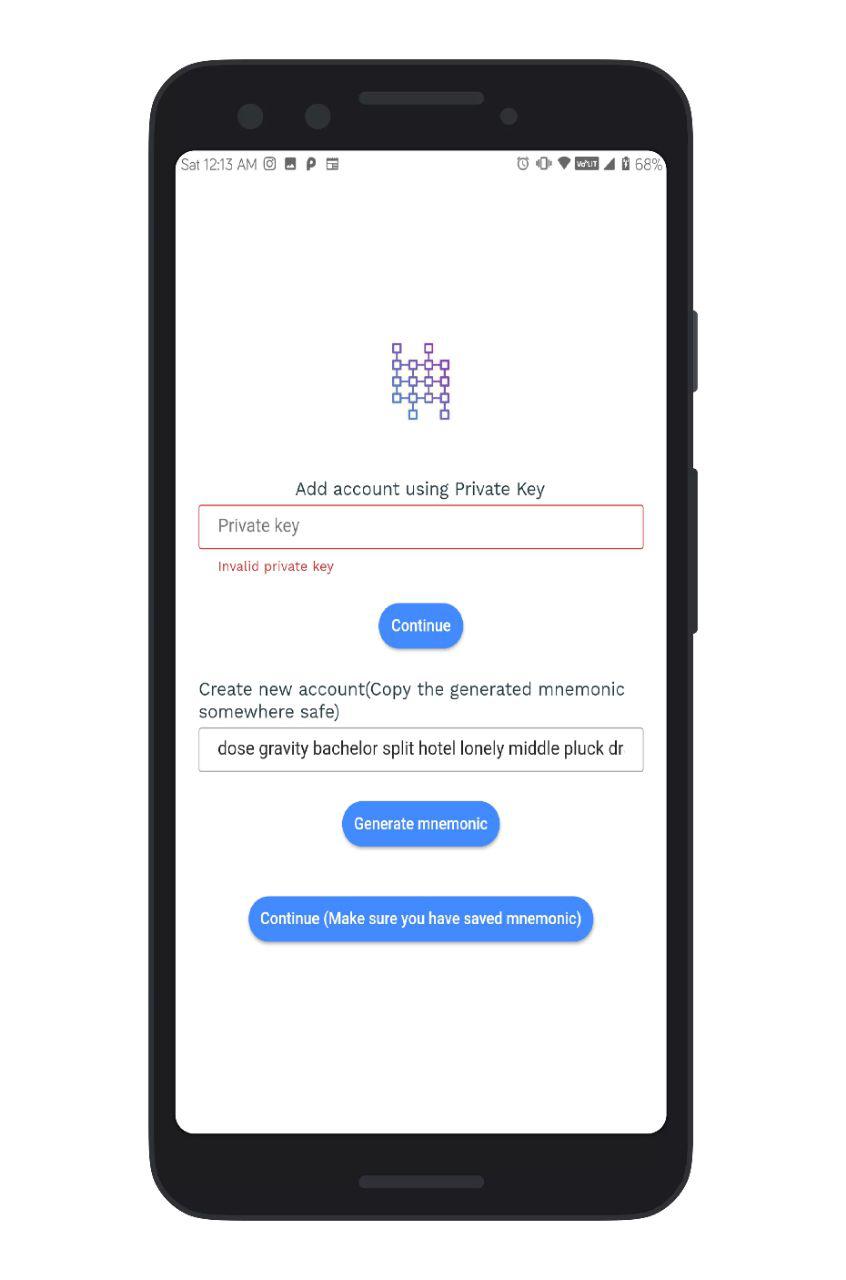 Sat 12:13 AM
VoLTE 68%
Add account using Private Key
Private key
Invalid private key
Continue
Create new account(Copy the generated mnemonic
somewhere safe)
dose gravity bachelor split hotel lonely middle pluck dr
Generate mnemonic
Continue (Make sure you have saved mnemonic)